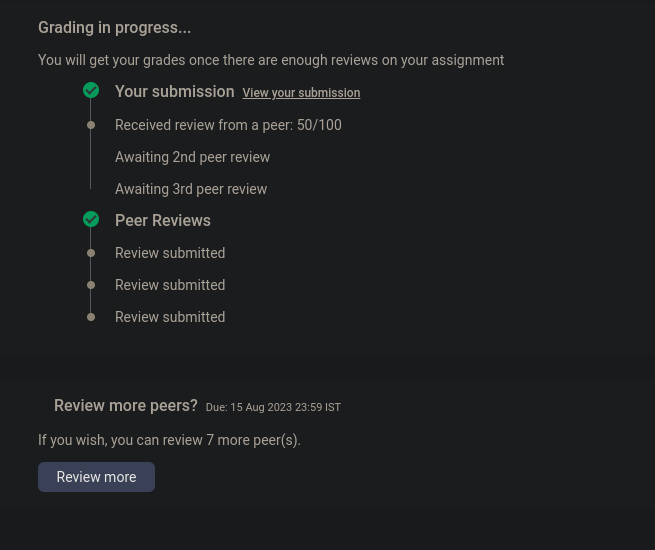 Grading in progress...
You will get your grades once there are enough reviews on your assignment
Your submission View your submission
Received review from a peer: 50/100
Awaiting 2nd peer review
Awaiting 3rd peer review
Peer Reviews
Review submitted
Review submitted
Review submitted
Review more peers? Due: 15 Aug 2023 23:59 IST
If you wish, you can review 7 more peer(s).
Review more